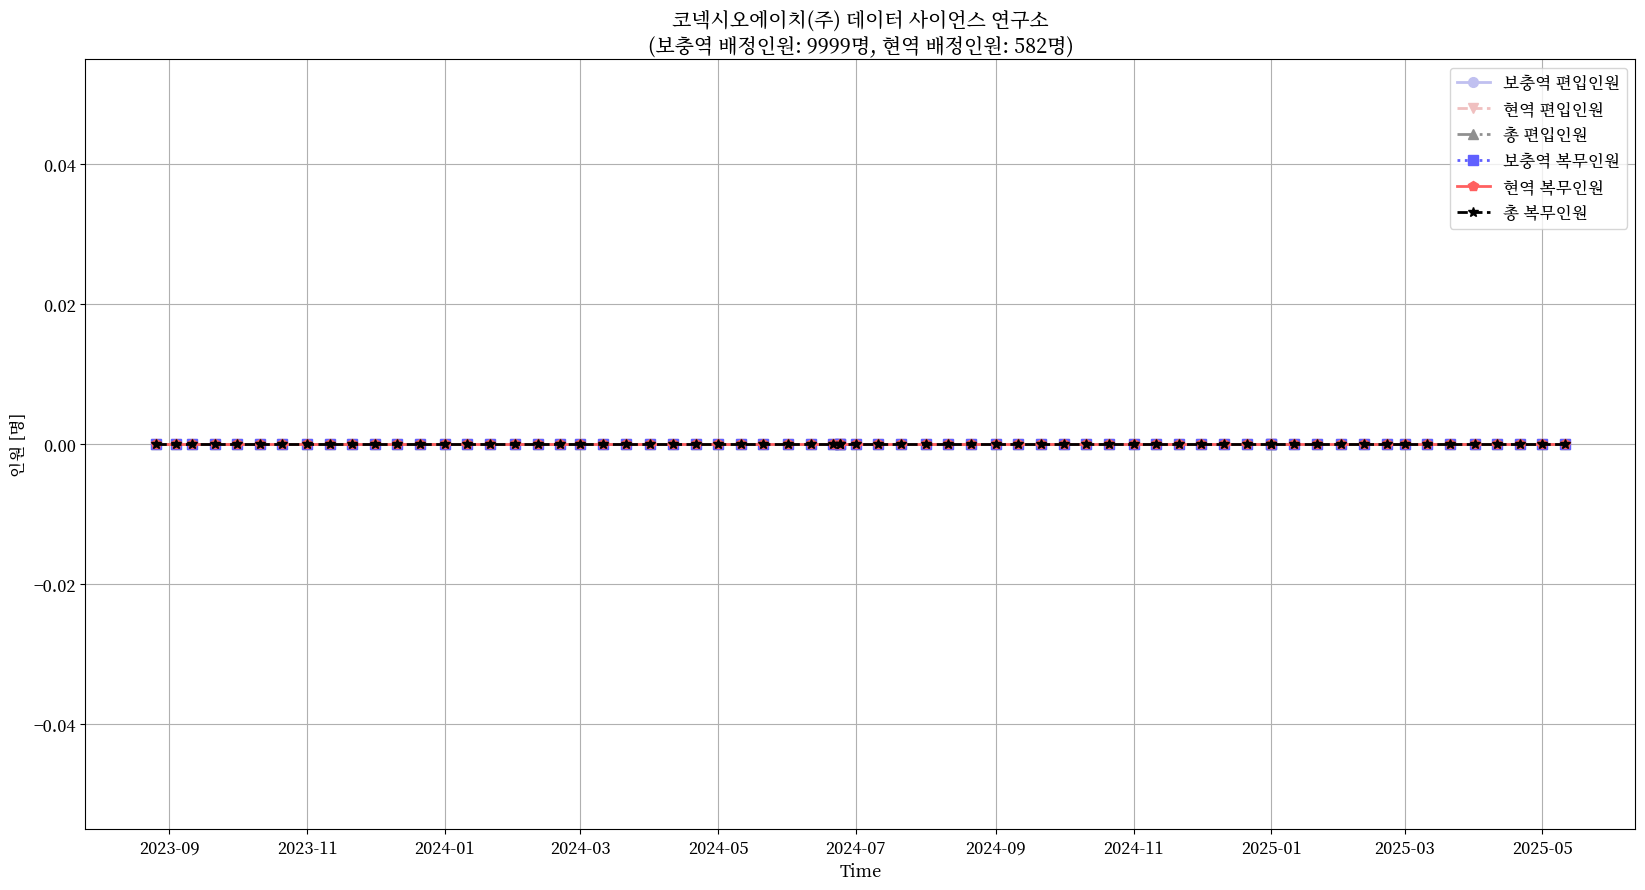 코넥시오에이치(주) 데이터 사이언스 연구소
(보충역 배정인원: 9999명, 현역 배정인원: 582명)
보충역 편입인원
현역 편입인원
총 편입인원
보충역 복무인원
현역 복무인원
총 복무인원
인원 [명]
0.04
0.02
0.00
−0.02
−0.04
2023-09
2023-11
2024-01
2024-03
2024-05
2024-07
2024-09
2024-11
2025-01
2025-03
2025-05
Time